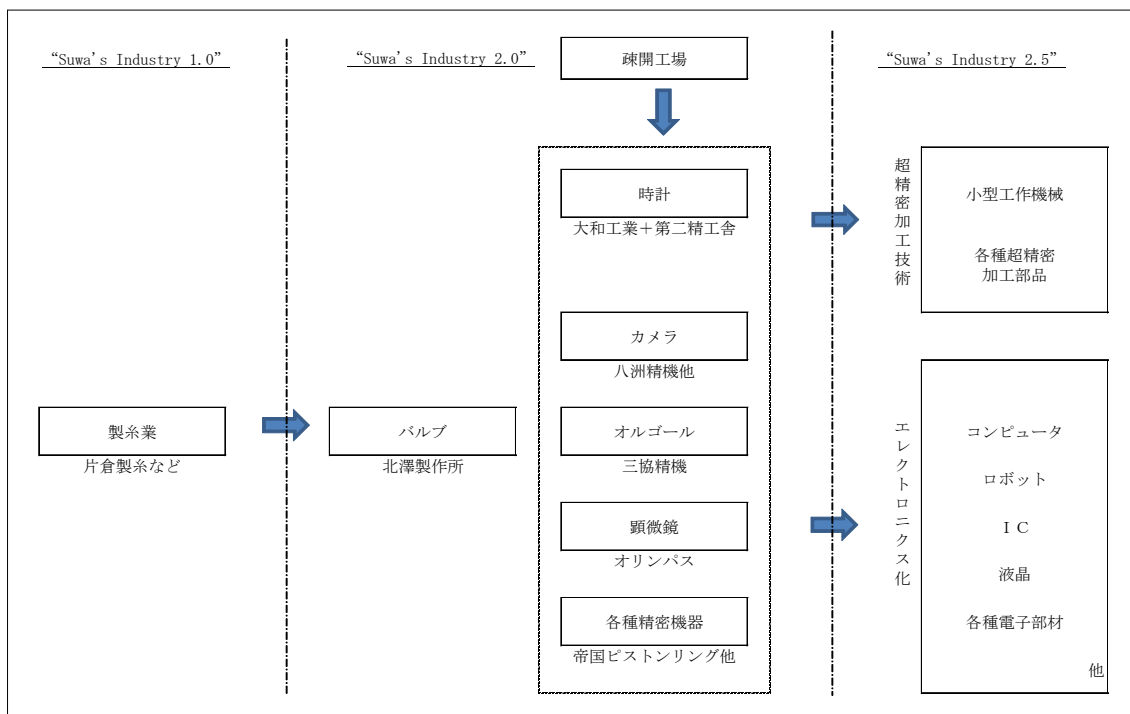 “Suwa's Industry 1.0”
製糸業
片倉製糸など
“Suwa's Industry 2.0”
バルブ
北澤製作所
疎開工場
時計
大和工業＋第二精工舎
カメラ
八洲精機他
オルゴール
三協精機
顕微鏡
オリンパス
各種精密機器
帝国ピストンリング他
“Suwa's Industry 2.5”
超精密加工技術
小型工作機械
各種超精密
加工部品
エレクトロニクス化
コンピュータ
ロボット
ＩＣ
液晶
各種電子部材
他